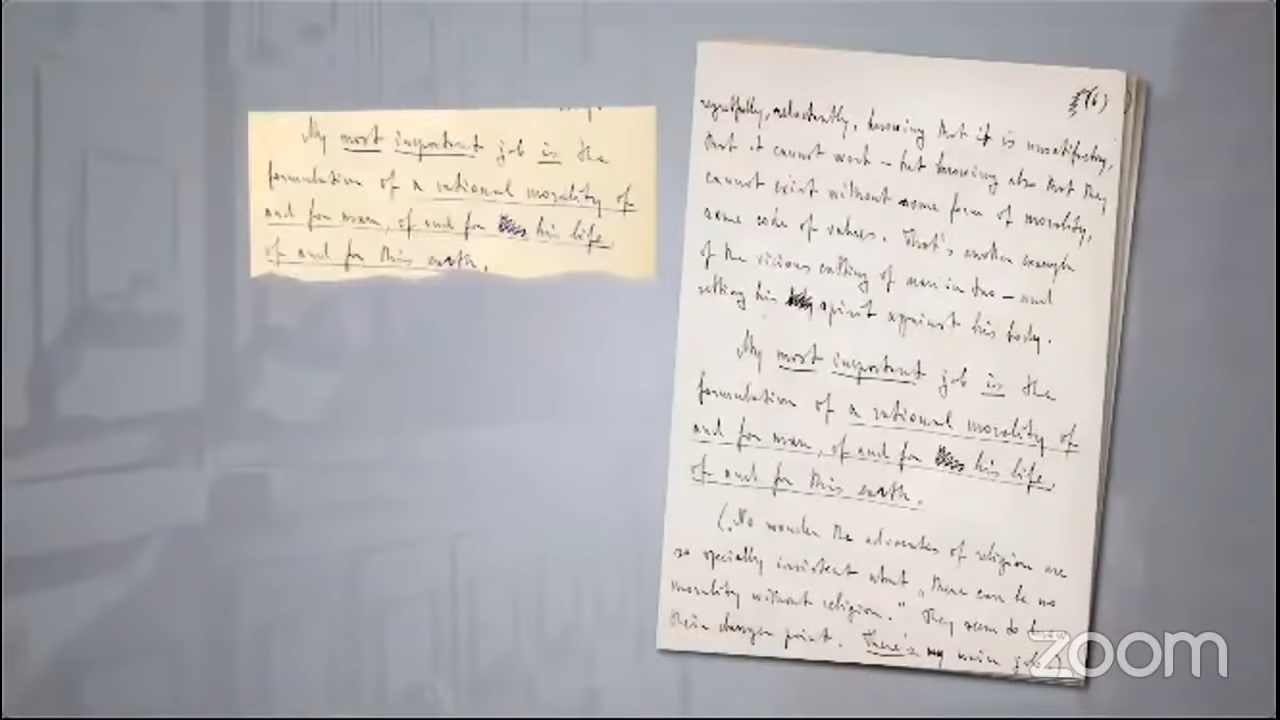 My most important job is the
formulation of a rational morality of
and for man, of and for his life,
of and for this earth.
(6)
regretfully, reluctantly, knowing that it is unsatisfactory,
that it cannot work – but knowing also that they
cannot exist without some form of morality,
some code of values. That's another example
of the vicious cutting of man in two – and
setting his spirit against his body.
My most important job is the
formulation of a rational morality of
and for man, of and for his life,
of and for this earth.
(No wonder the advocates of religion are
so specially insistent about "there can be no
morality without religion." They seem to know
their danger point. There's my main job.)
zoom